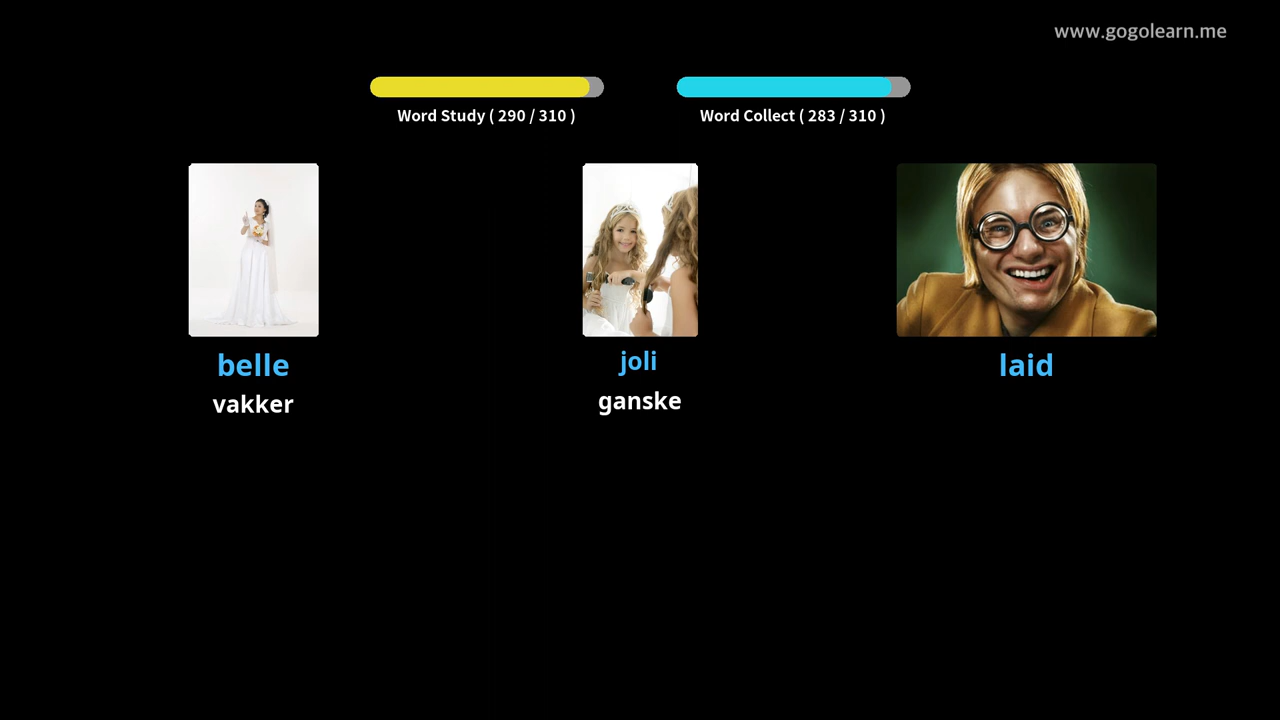 www.gogolearn.me
Word Study ( 290 / 310 )
Word Collect ( 283 / 310 )
belle
joli
laid
vakker
ganske